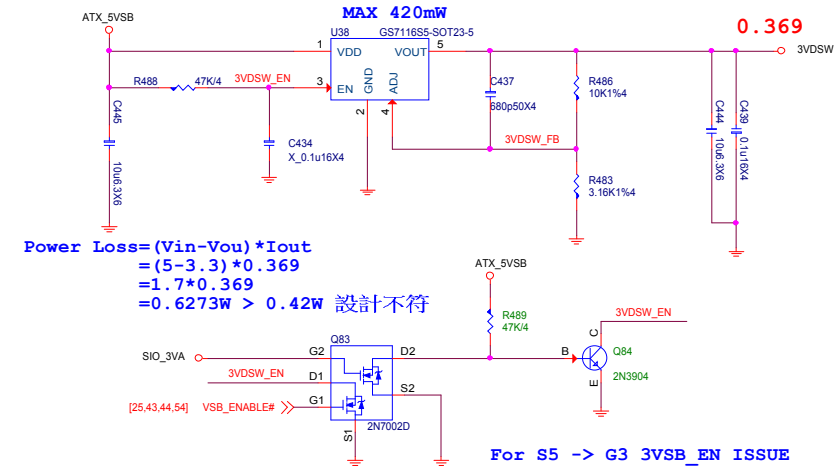 MAX 420mW
ATX_5VSB
U38
GS7116S5-SOT23-5
0.369
1
VDD
VOUT
5
3VDSW
R488
47K/4
3VDSW_EN
3
EN
GND
ADJ
2
4
C437
680p50X4
R486
10K1%4
C445
10u6.3X6
C434
X_0.1u16X4
3VDSW_FB
C444
10u6.3X6
C439
0.1u16X4
R483
3.16K1%4
Power Loss=(Vin-Vou)*Iout
=(5-3.3)*0.369
=1.7*0.369
=0.6273W > 0.42W 設計不符
ATX_5VSB
R489
47K/4
3VDSW_EN
Q83
SIO_3VA
G2
D2
B
C
Q84
2N3904
E
3VDSW_EN
D1
S2
[25,43,44,54]
VSB_ENABLE#
G1
S1
2N7002D
For S5 -> G3 3VSB_EN ISSUE